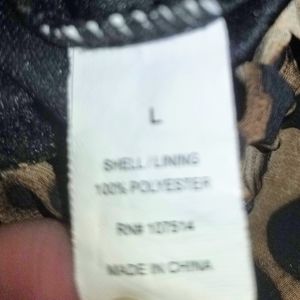 L
SHELL / LINING
100% POLYESTER
RN# 107514
MADE IN CHINA